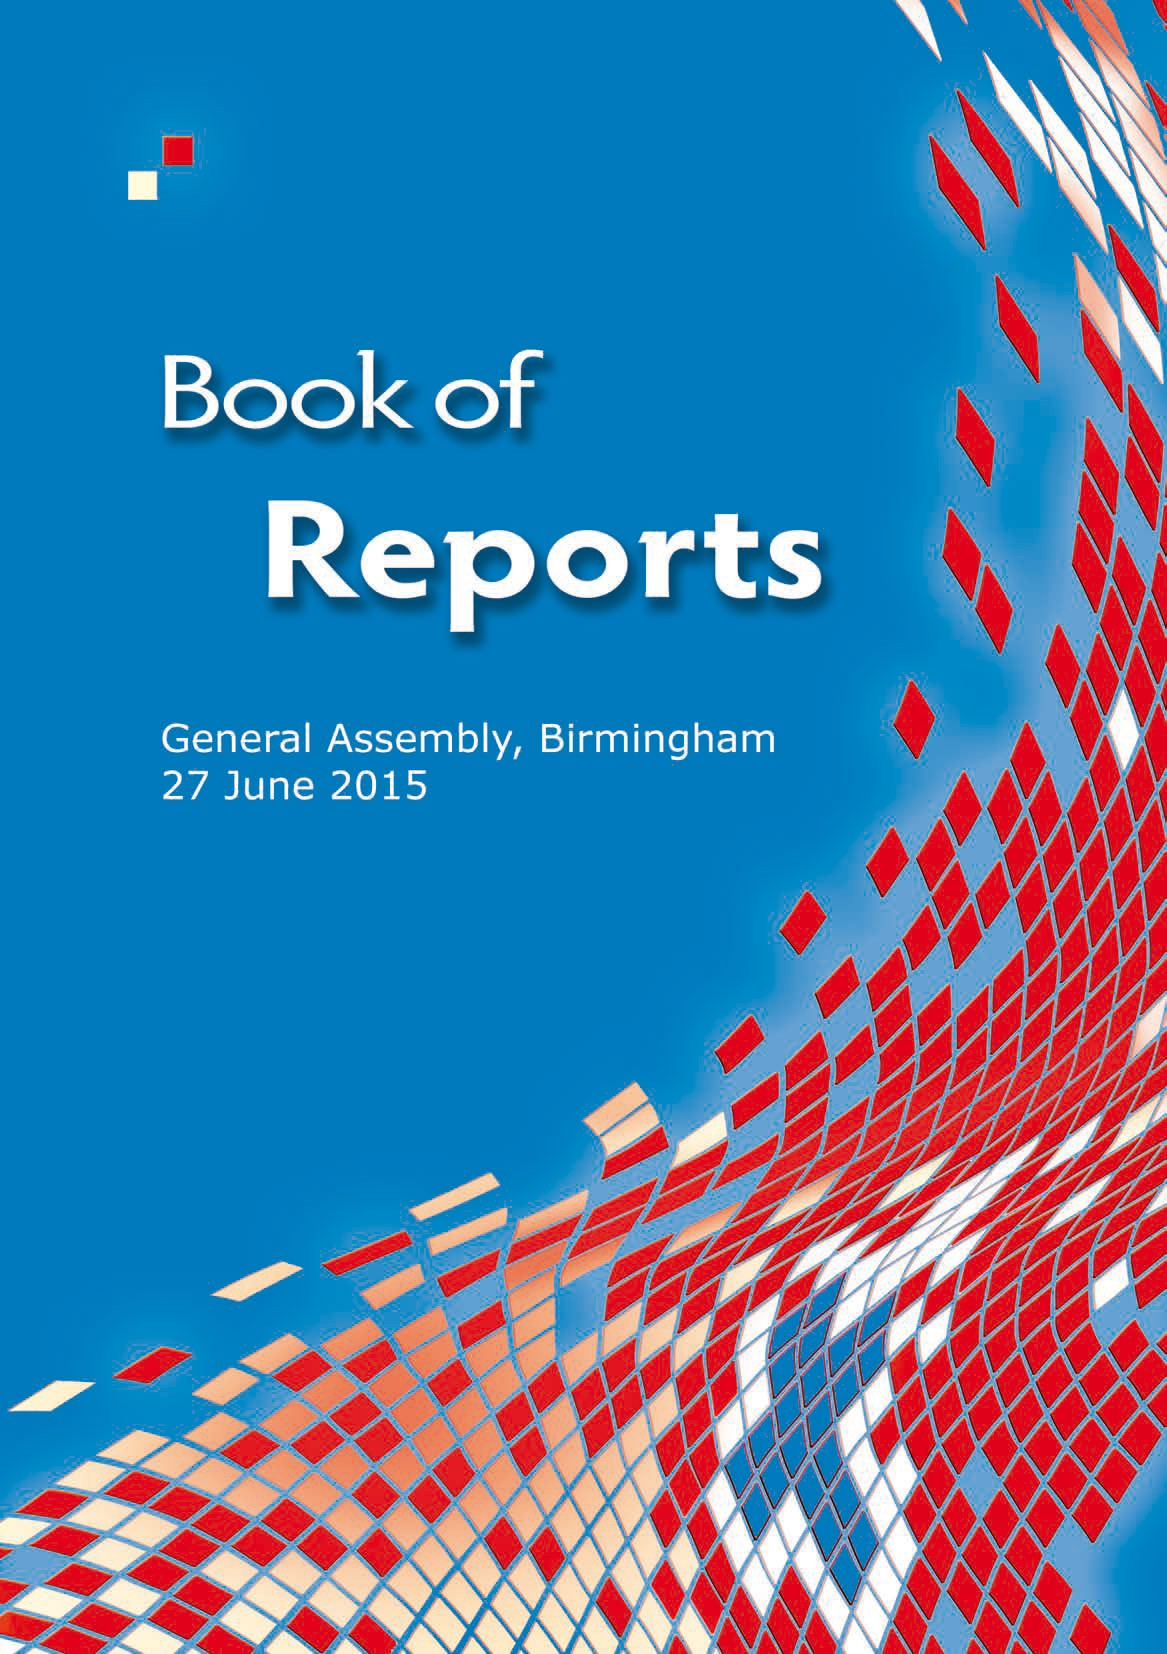 Book of
Reports
General Assembly, Birmingham
27 June 2015